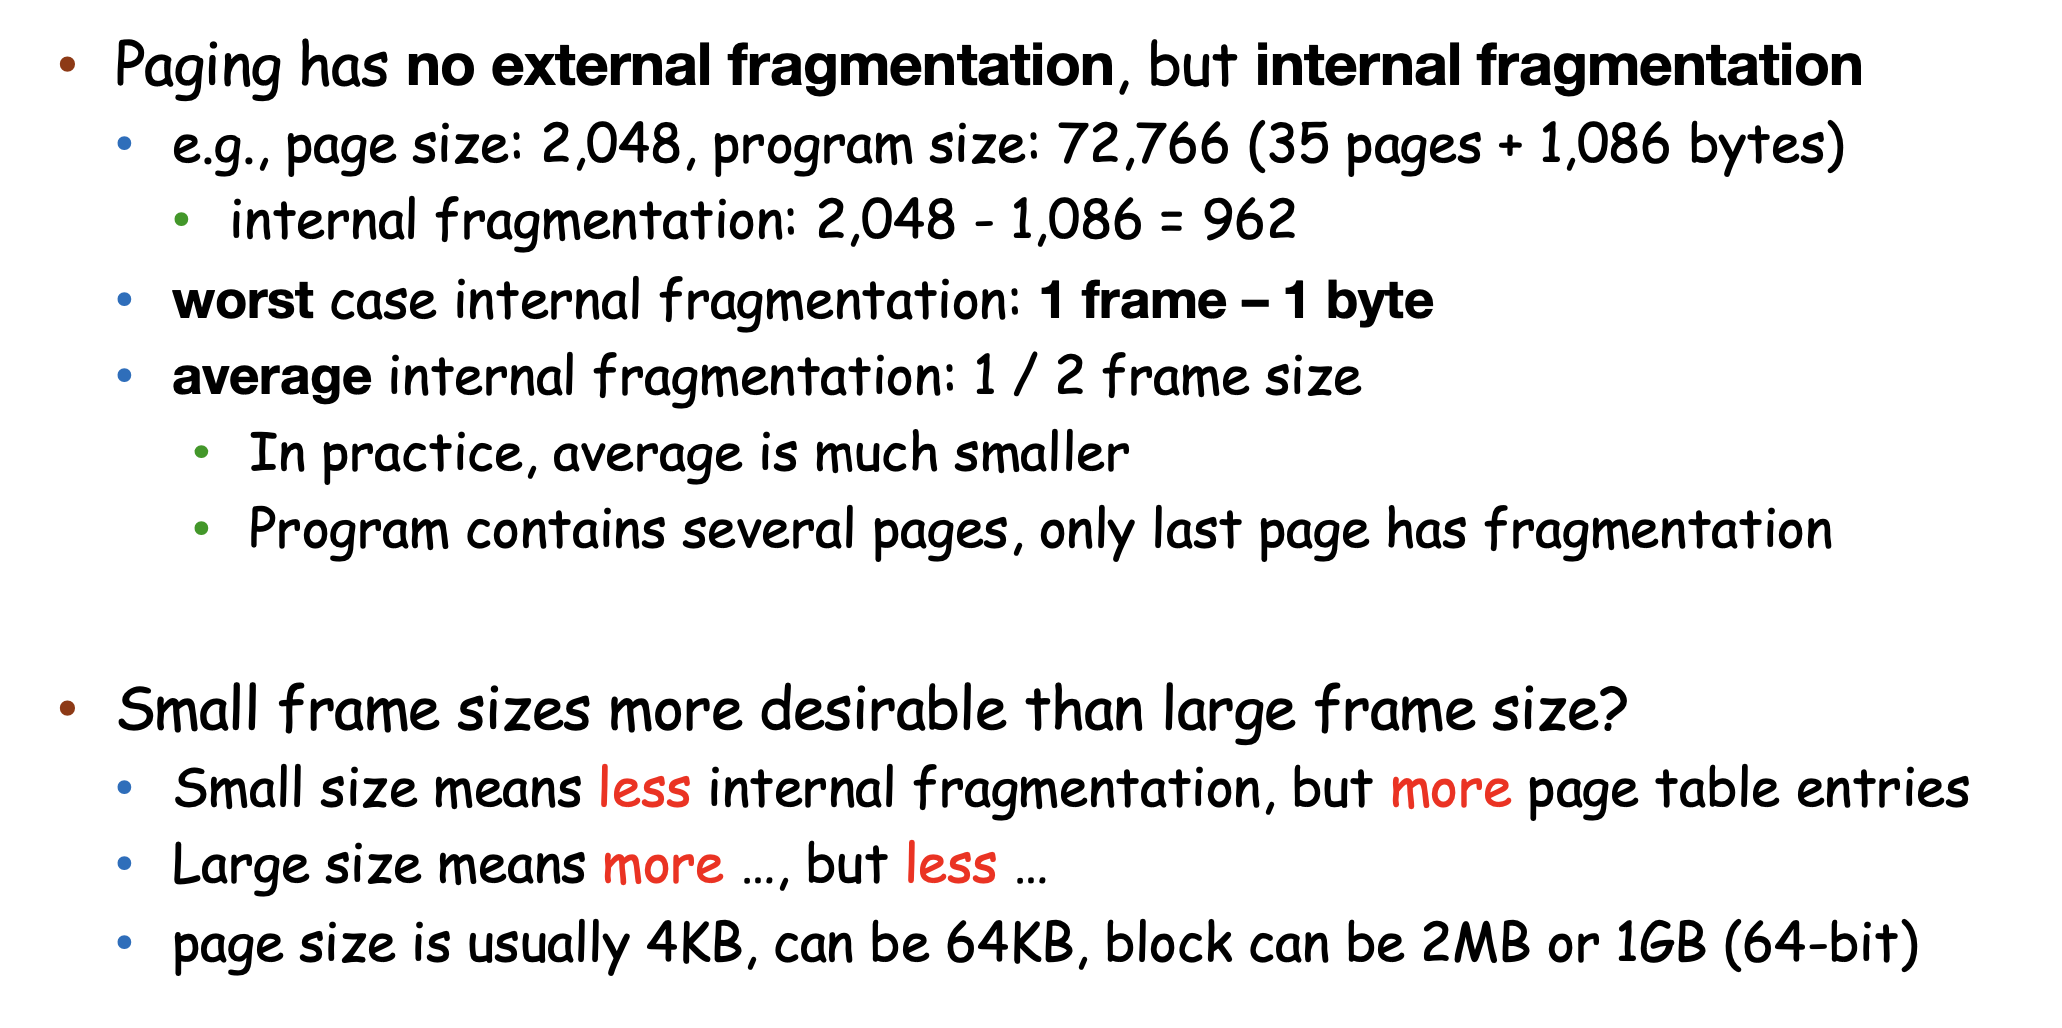 • Paging has no external fragmentation, but internal fragmentation
• e.g., page size: 2,048, program size: 72,766 (35 pages + 1,086 bytes)
• internal fragmentation: 2,048 - 1,086 = 962
• worst case internal fragmentation: 1 frame – 1 byte
• average internal fragmentation: 1 / 2 frame size
• In practice, average is much smaller
• Program contains several pages, only last page has fragmentation
• Small frame sizes more desirable than large frame size?
• Small size means less internal fragmentation, but more page table entries
• Large size means more …, but less …
• page size is usually 4KB, can be 64KB, block can be 2MB or 1GB (64-bit)